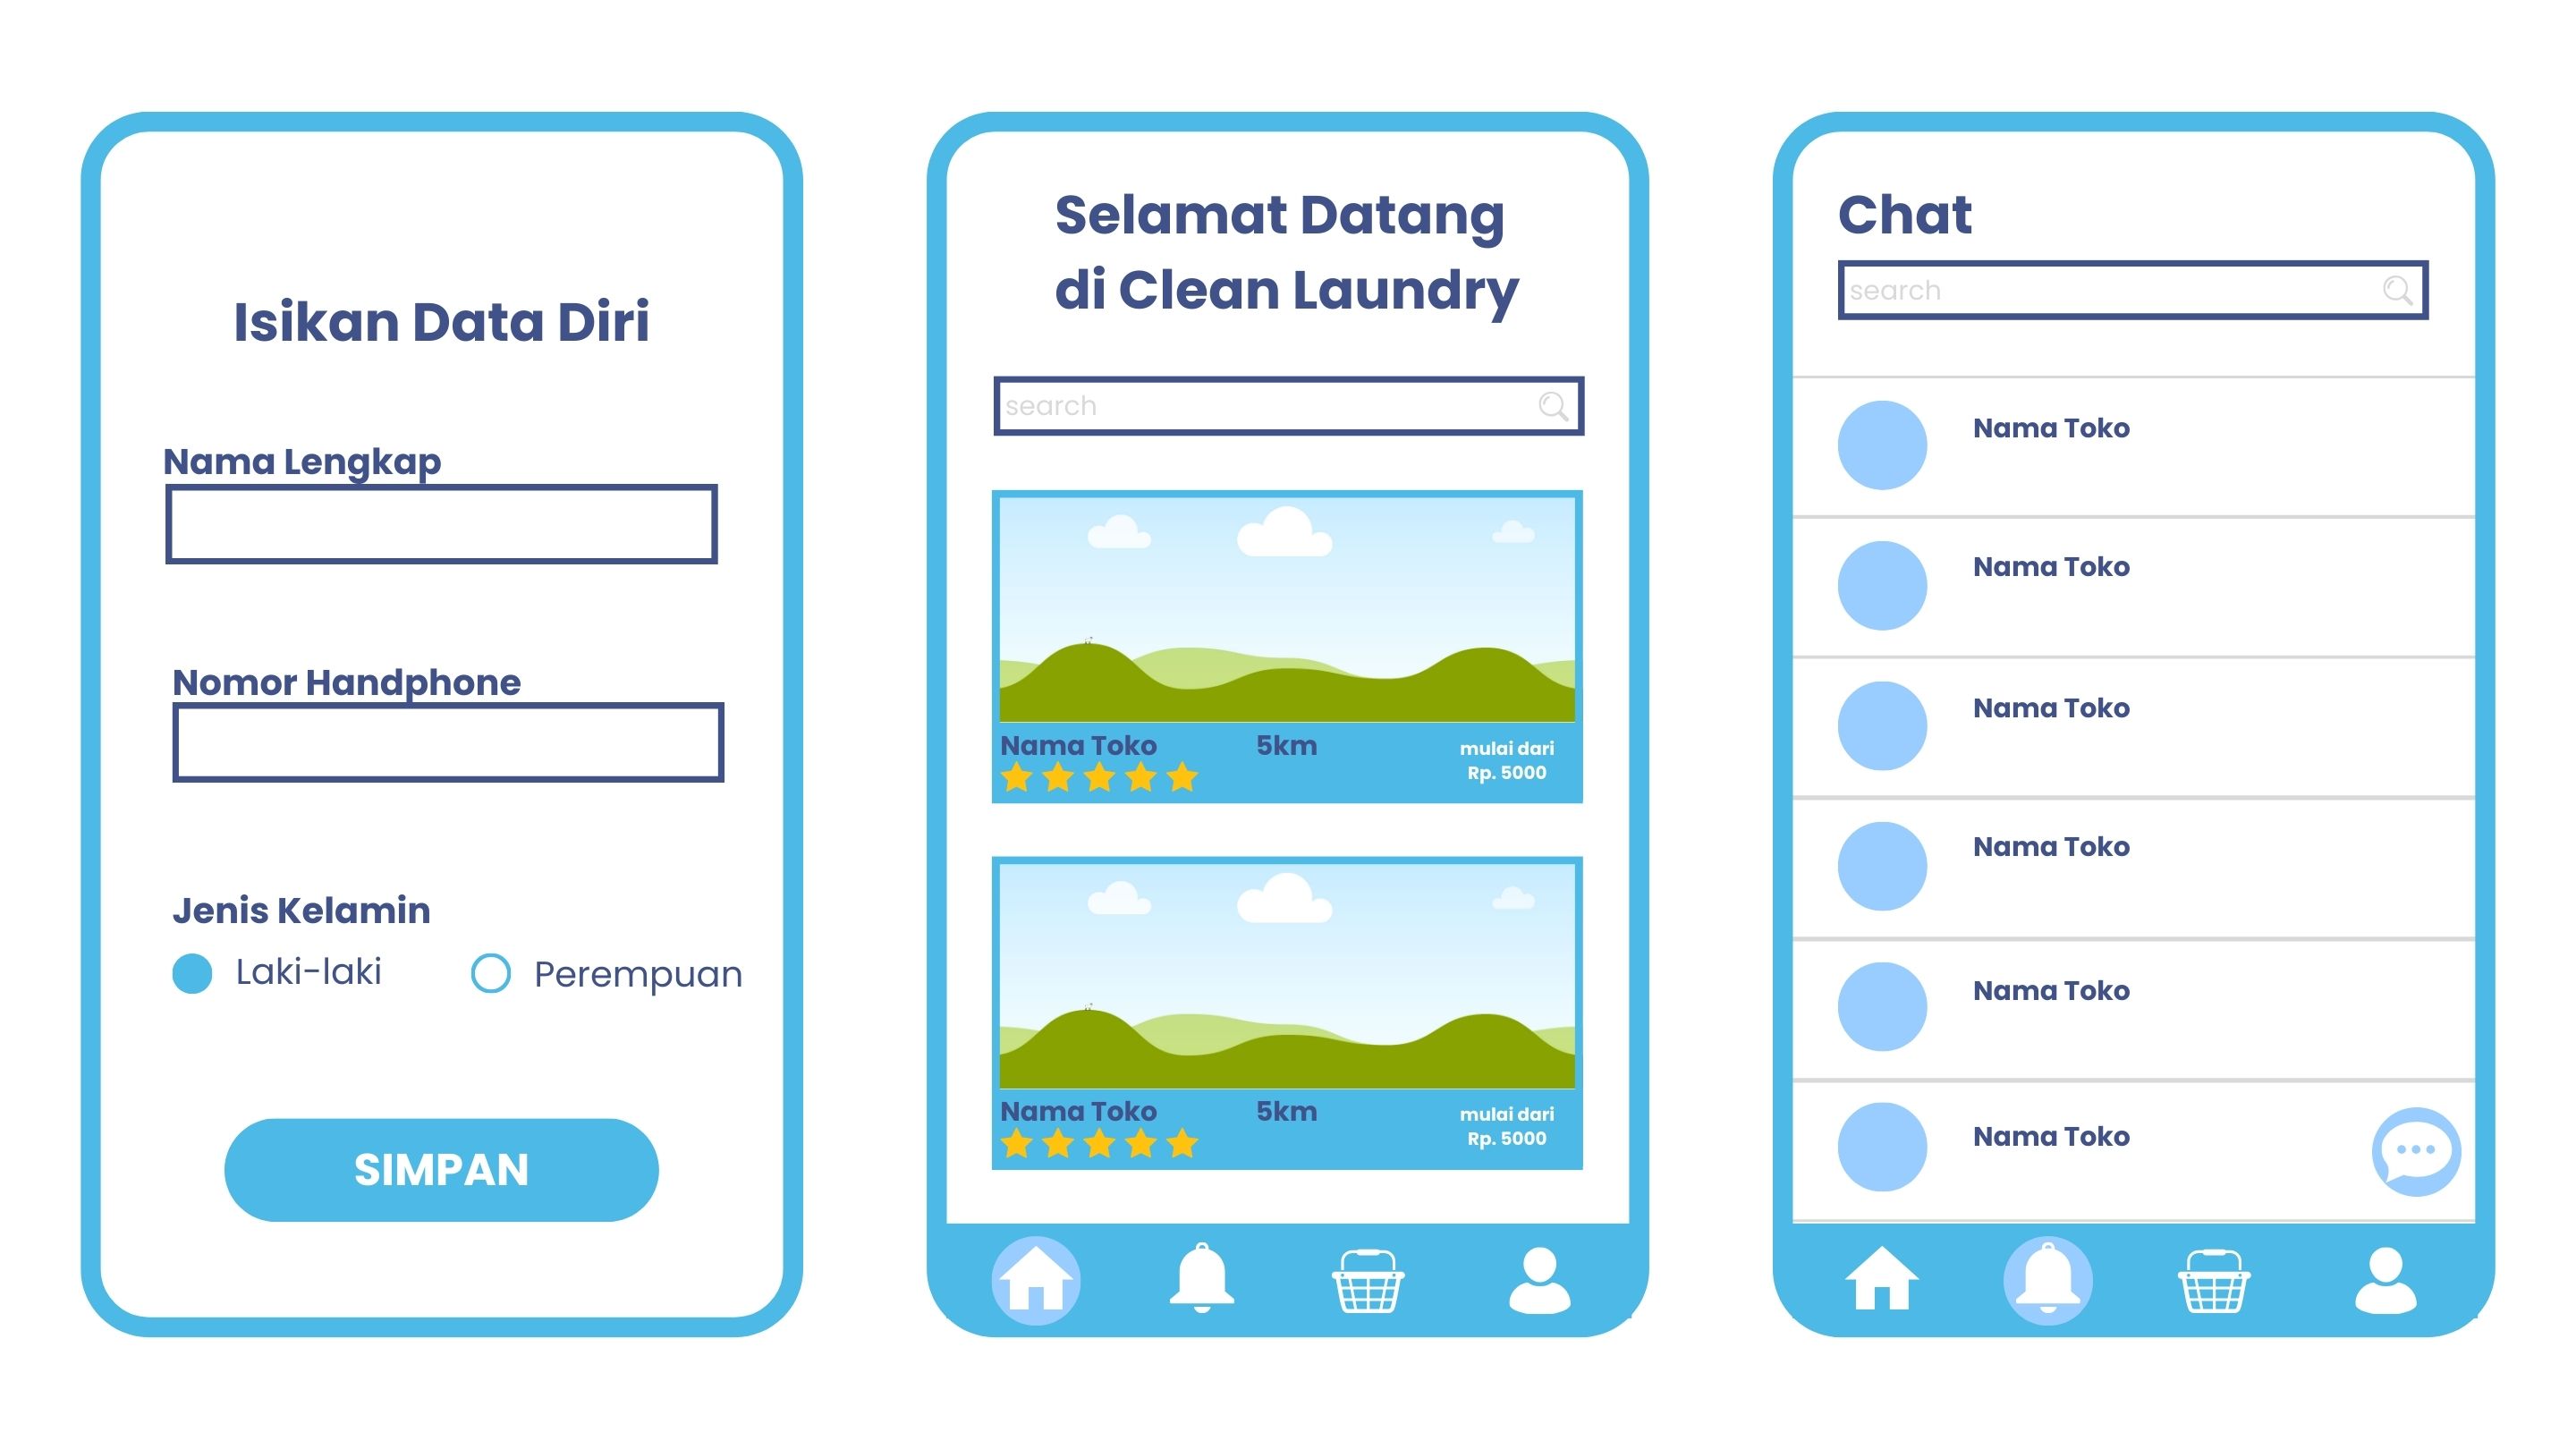 Isikan Data Diri
Nama Lengkap
Nomor Handphone
Jenis Kelamin
Laki-laki
Perempuan
SIMPAN
Selamat Datang
di Clean Laundry
search
Nama Toko
5km
mulai dari
Rp. 5000
Nama Toko
5km
mulai dari
Rp. 5000
Chat
search
Nama Toko
Nama Toko
Nama Toko
Nama Toko
Nama Toko
Nama Toko